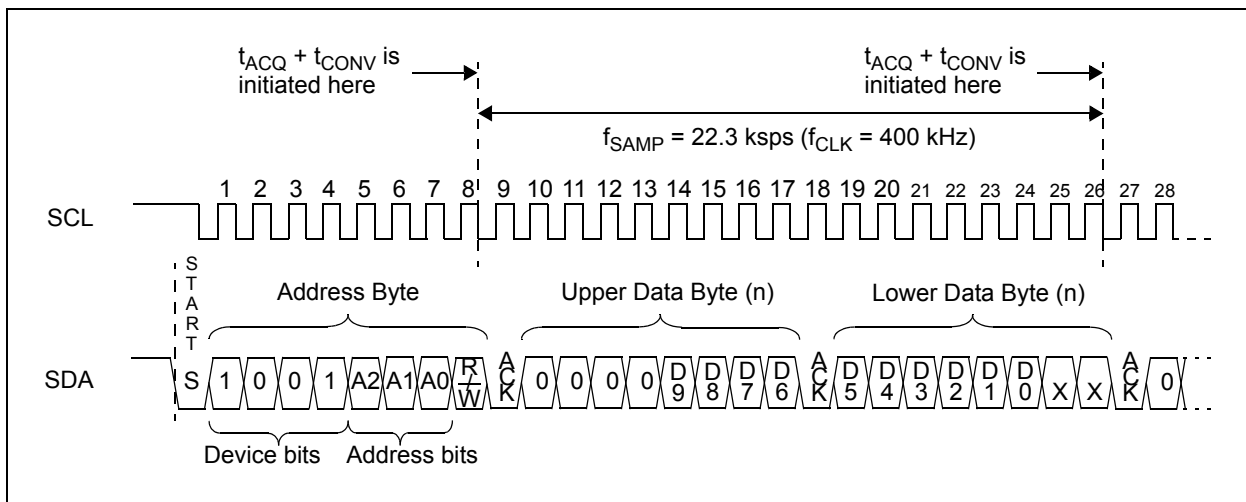 tACQ + tCONV is
initiated here
tACQ + tCONV is
initiated here
fSAMP = 22.3 ksps (fCLK = 400 kHz)
1 2 3 4 5 6 7 8 9 10 11 12 13 14 15 16 17 18 19 20 21 22 23 24 25 26 27 28
SCL
START
Address Byte
Upper Data Byte (n)
Lower Data Byte (n)
SDA
S 1 0 0 1 A2 A1 A0 R/W ACK 0 0 0 0 D9 D8 D7 D6 ACK D5 D4 D3 D2 D1 D0 X X ACK 0
Device bits
Address bits